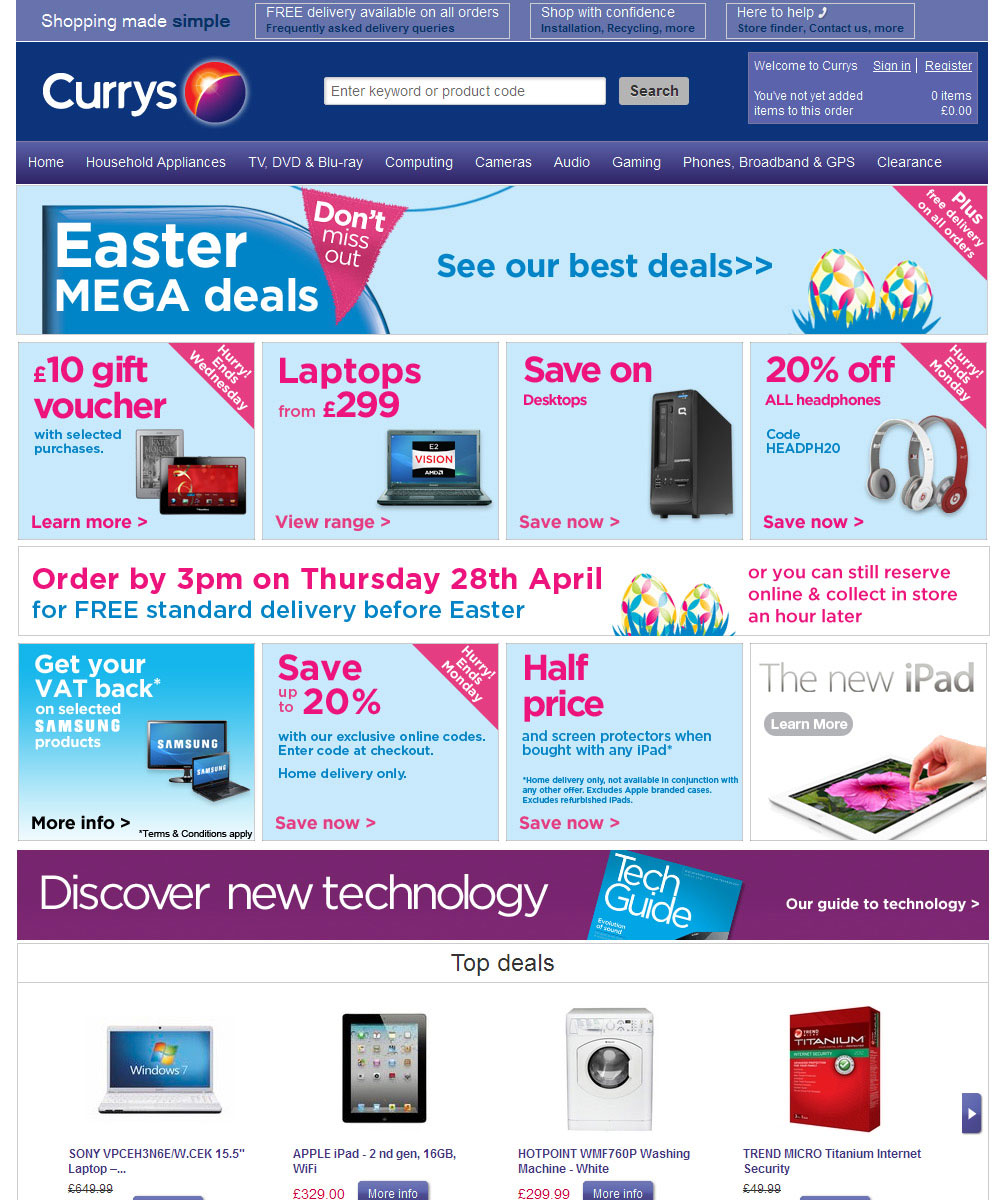 Shopping made simple
FREE delivery available on all orders
Frequently asked delivery queries
Shop with confidence
Installation, Recycling, more
Here to help
Store finder, Contact us, more
Currys
Enter keyword or product code
Search
Welcome to Currys Sign in Register
You've not yet added 0 items
items to this order £0.00
Home Household Appliances TV, DVD & Blu-ray Computing Cameras Audio Gaming Phones, Broadband & GPS Clearance
Easter
MEGA deals
Don't
miss
out
See our best deals>>
Plus
free delivery
on all orders
£10 gift
voucher
with selected
purchases.
Hurry!
Ends
Wednesday
Learn more >
Laptops
from £299
E2
VISION
AMD
View range >
Save on
Desktops
Save now >
20% off
ALL headphones
Code
HEADPH20
Hurry!
Ends
Monday
Save now >
Order by 3pm on Thursday 28th April
for FREE standard delivery before Easter
or you can still reserve
online & collect in store
an hour later
Get your
VAT back*
on selected
SAMSUNG
products
SAMSUNG
SAMSUNG
More info >
*Terms & Conditions apply
Save
up
to 20%
Hurry!
Ends
Monday
with our exclusive online codes.
Enter code at checkout.
Home delivery only.
Save now >
Half
price
and screen protectors when
bought with any iPad*
*Home delivery only, not available in conjunction with
any other offer. Excludes Apple branded cases.
Excludes refurbished iPads.
Save now >
The new iPad
Learn More
Discover new technology
Tech
Guide
Evolution
of sound
Our guide to technology >
Top deals
Windows 7
TREND
MICRO
TITANIUM
INTERNET SECURITY
SONY VPCEH3N6E/W.CEK 15.5"
Laptop –...
£649.99
APPLE iPad - 2 nd gen, 16GB,
WiFi
£329.00 More info
HOTPOINT WMF760P Washing
Machine - White
£299.99 More info
TREND MICRO Titanium Internet
Security
£49.99